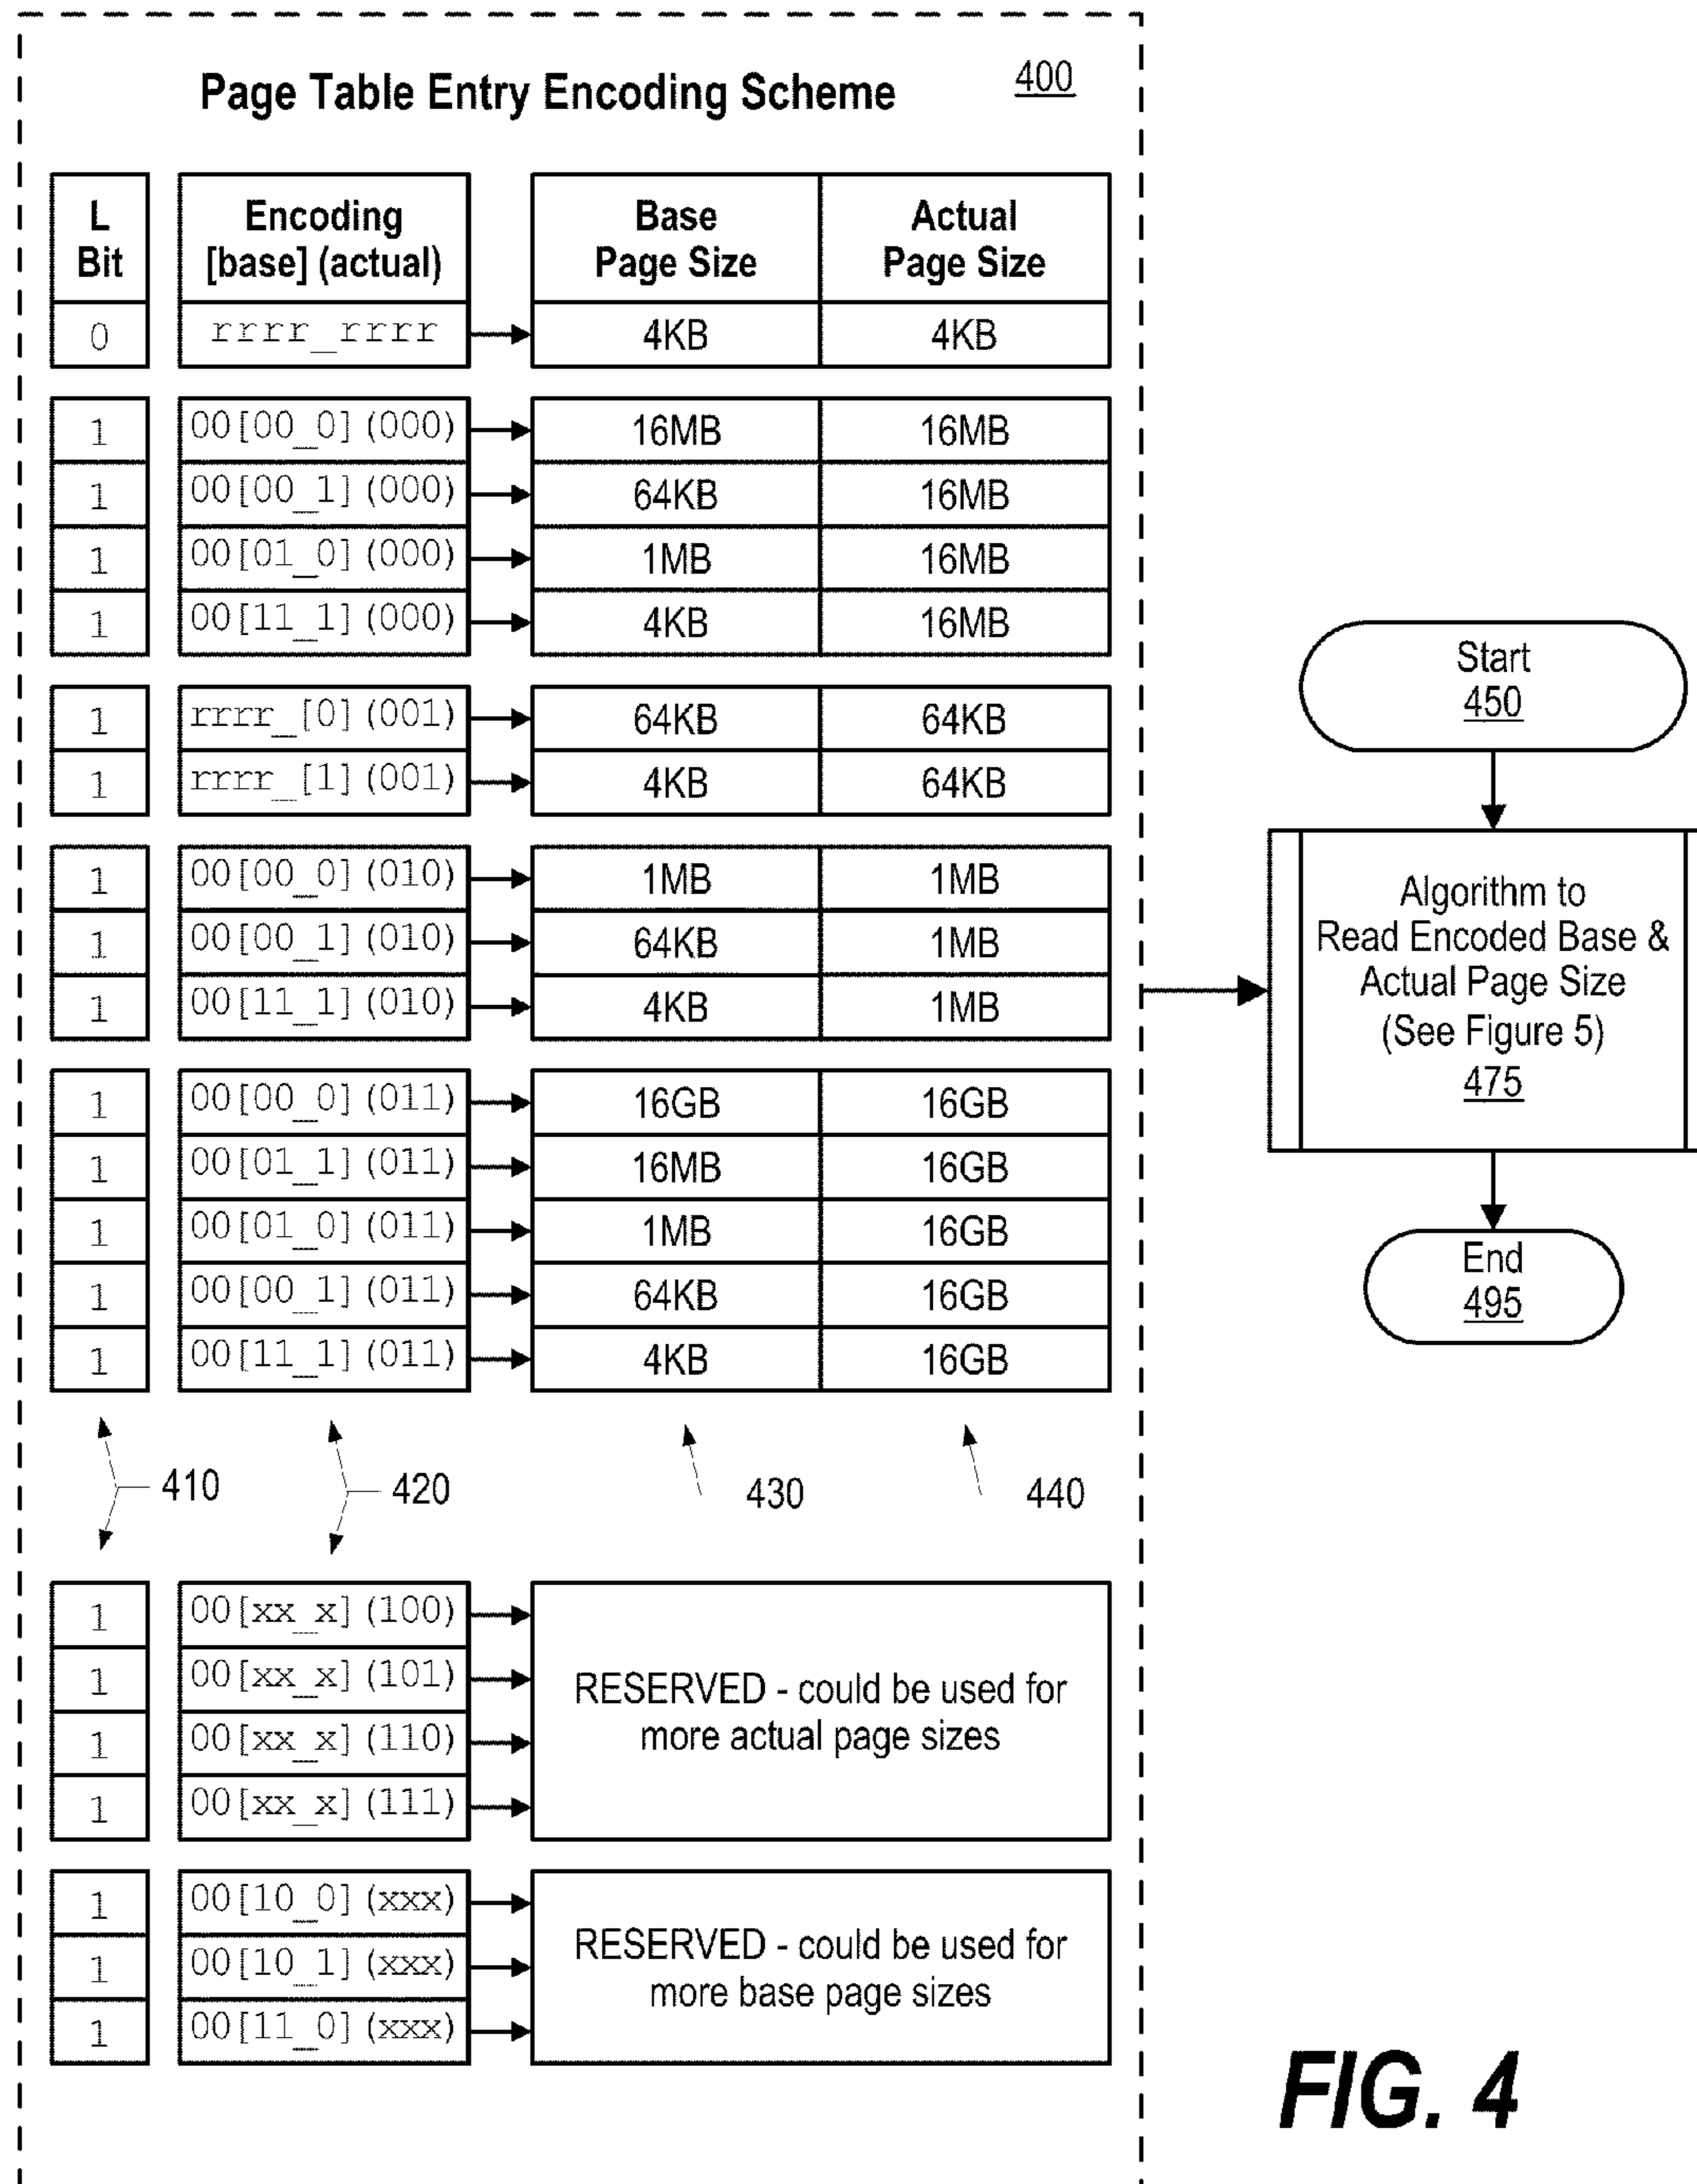 Page Table Entry Encoding Scheme 400
L Bit | Encoding [base] (actual) | Base Page Size | Actual Page Size
0 rrrr_rrrr 4KB 4KB
1 00[00_0](000) 16MB 16MB
1 00[00_1](000) 64KB 16MB
1 00[01_0](000) 1MB 16MB
1 00[11_1](000) 4KB 16MB
1 rrrr_[0](001) 64KB 64KB
1 rrrr_[1](001) 4KB 64KB
1 00[00_0](010) 1MB 1MB
1 00[00_1](010) 64KB 1MB
1 00[11_1](010) 4KB 1MB
1 00[00_0](011) 16GB 16GB
1 00[01_1](011) 16MB 16GB
1 00[01_0](011) 1MB 16GB
1 00[00_1](011) 64KB 16GB
1 00[11_1](011) 4KB 16GB
410 420 430 440
1 00[xx_x](100)
1 00[xx_x](101)
1 00[xx_x](110)
1 00[xx_x](111)
RESERVED - could be used for
more actual page sizes
1 00[10_0](xxx)
1 00[10_1](xxx)
1 00[11_0](xxx)
RESERVED - could be used for
more base page sizes
Start
450
Algorithm to
Read Encoded Base &
Actual Page Size
(See Figure 5)
475
End
495
FIG. 4